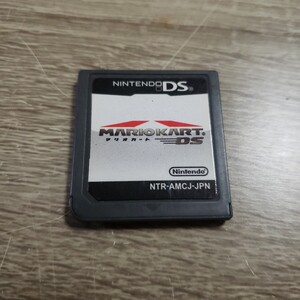 NINTENDO DS
MARIOKART
マリオカート DS
Nintendo
NTR-AMCJ-JPN